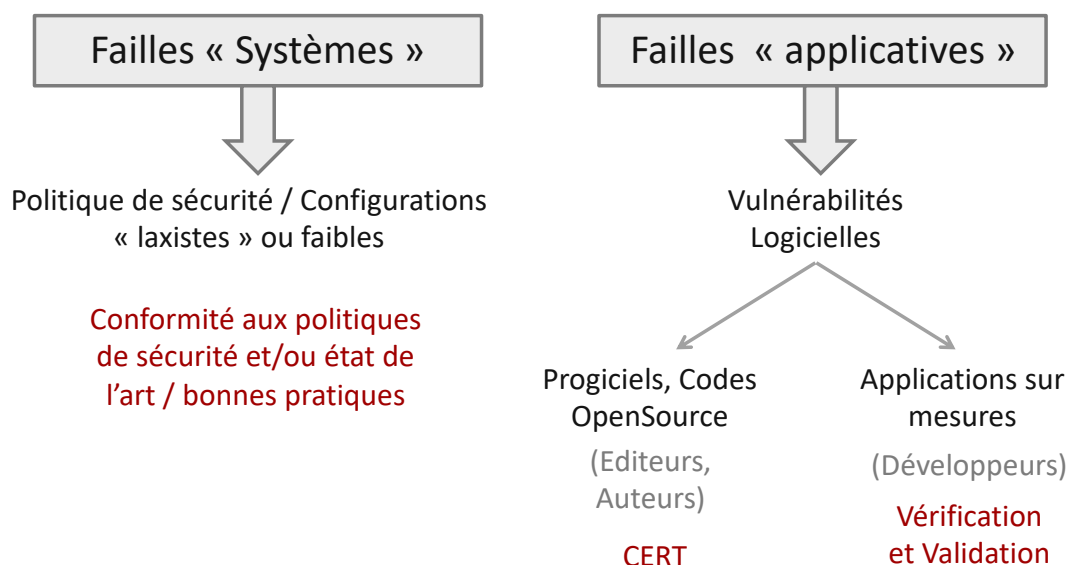 Failles « Systèmes »
Politique de sécurité / Configurations
« laxistes » ou faibles
Conformité aux politiques
de sécurité et/ou état de
l’art / bonnes pratiques
Failles « applicatives »
Vulnérabilités
Logicielles
Progiciels, Codes
OpenSource
(Editeurs,
Auteurs)
CERT
Applications sur
mesures
(Développeurs)
Vérification
et Validation